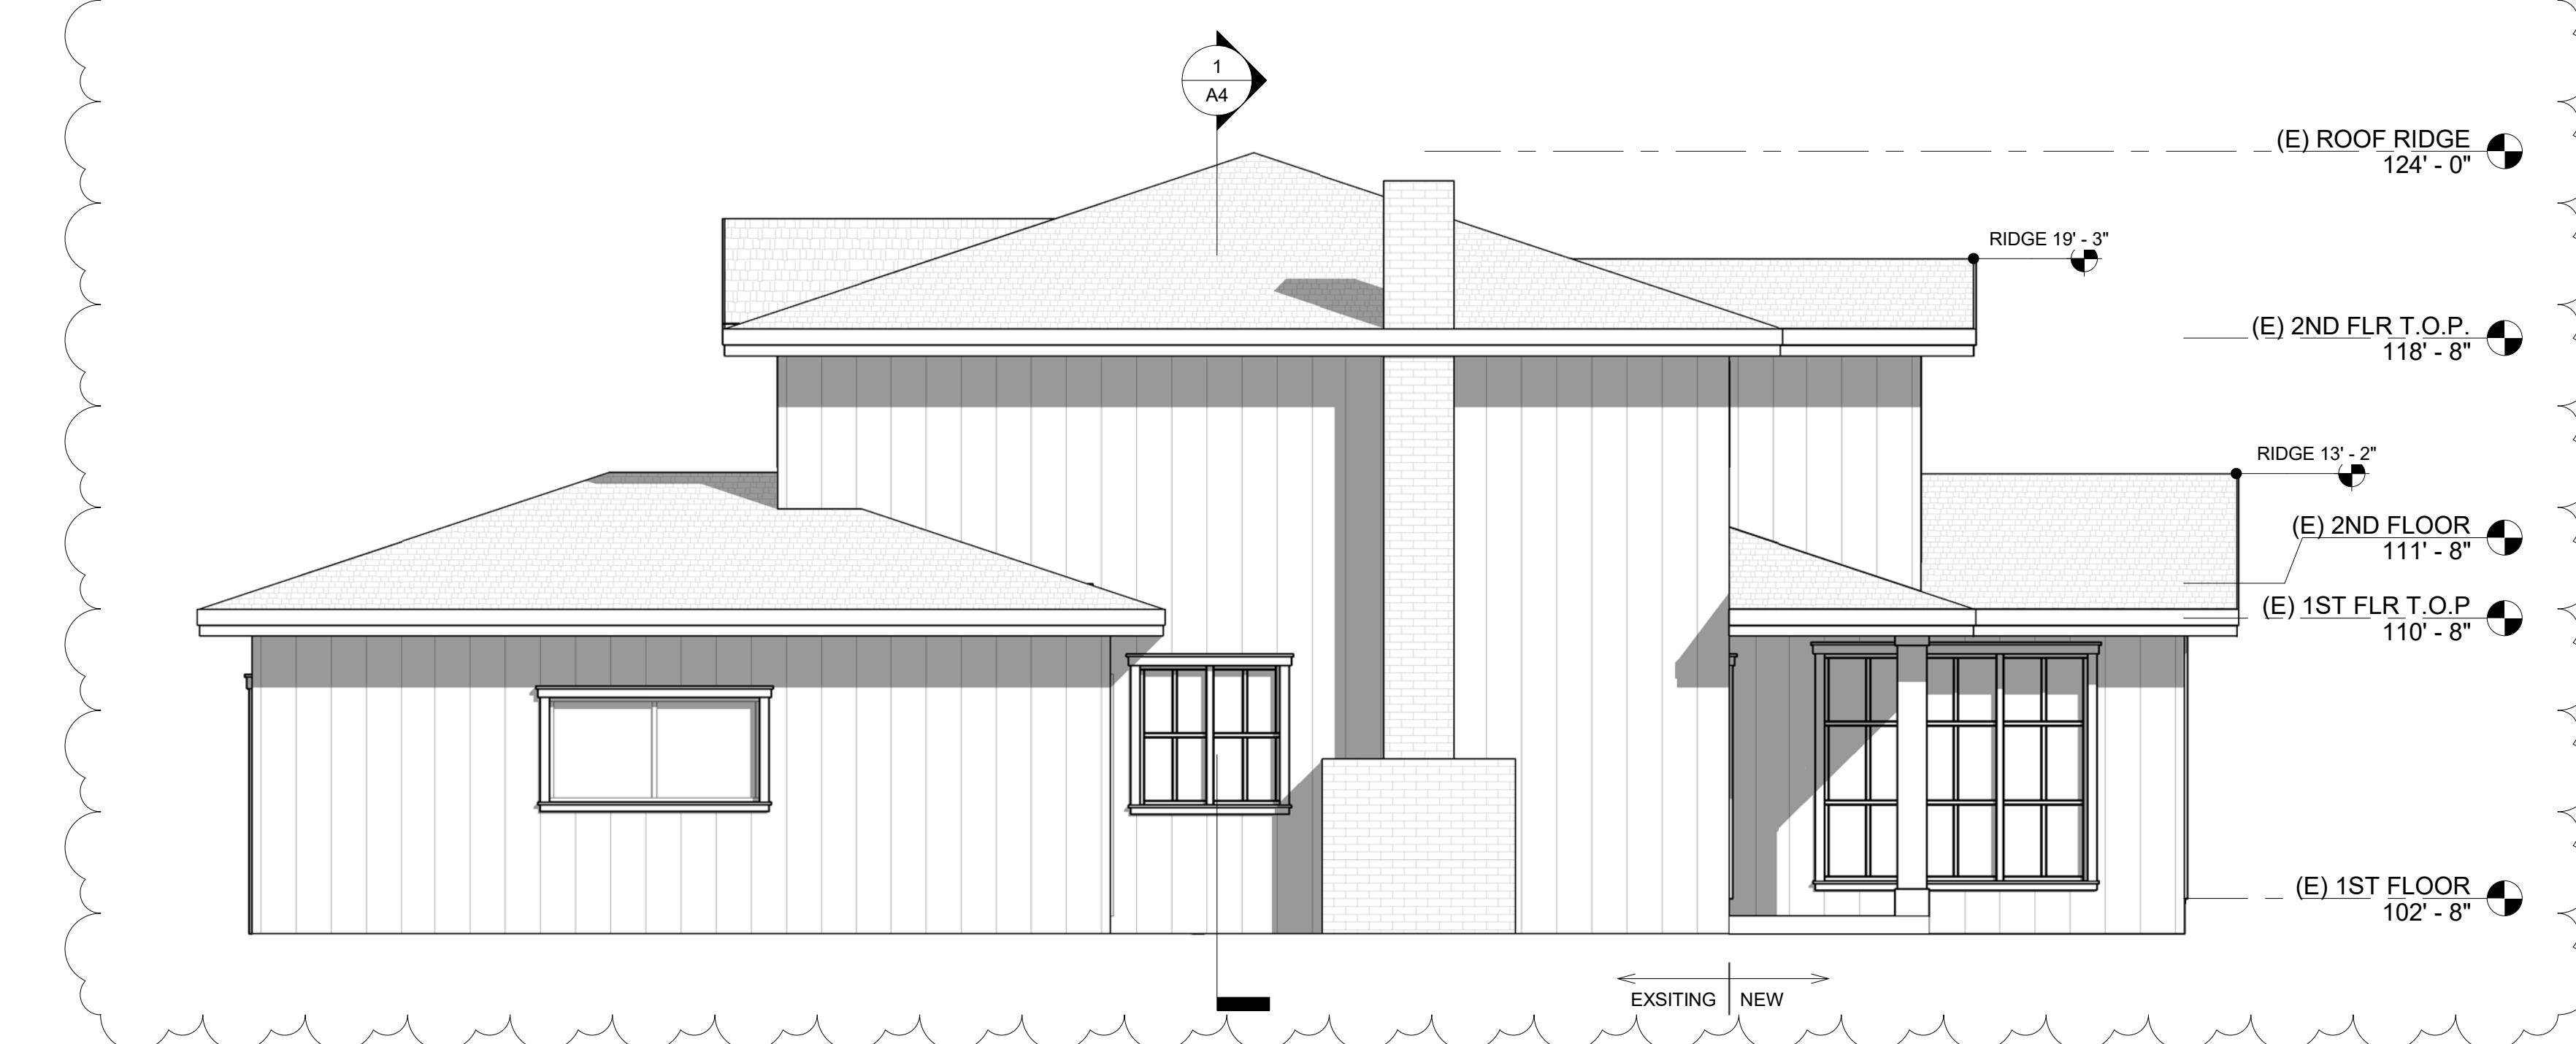 1
A4
(E) ROOF RIDGE
124' - 0"
RIDGE 19' - 3"
(E) 2ND FLR T.O.P.
118' - 8"
RIDGE 13' - 2"
(E) 2ND FLOOR
111' - 8"
(E) 1ST FLR T.O.P
110' - 8"
(E) 1ST FLOOR
102' - 8"
EXSITING NEW